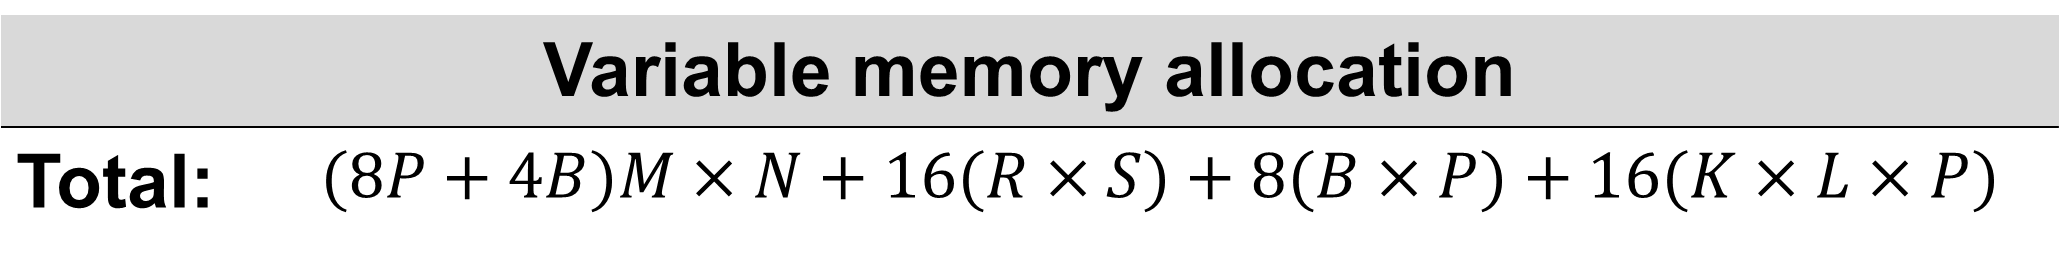 Variable memory allocation
Total: (8P + 4B)M × N + 16(R × S) + 8(B × P) + 16(K × L × P)